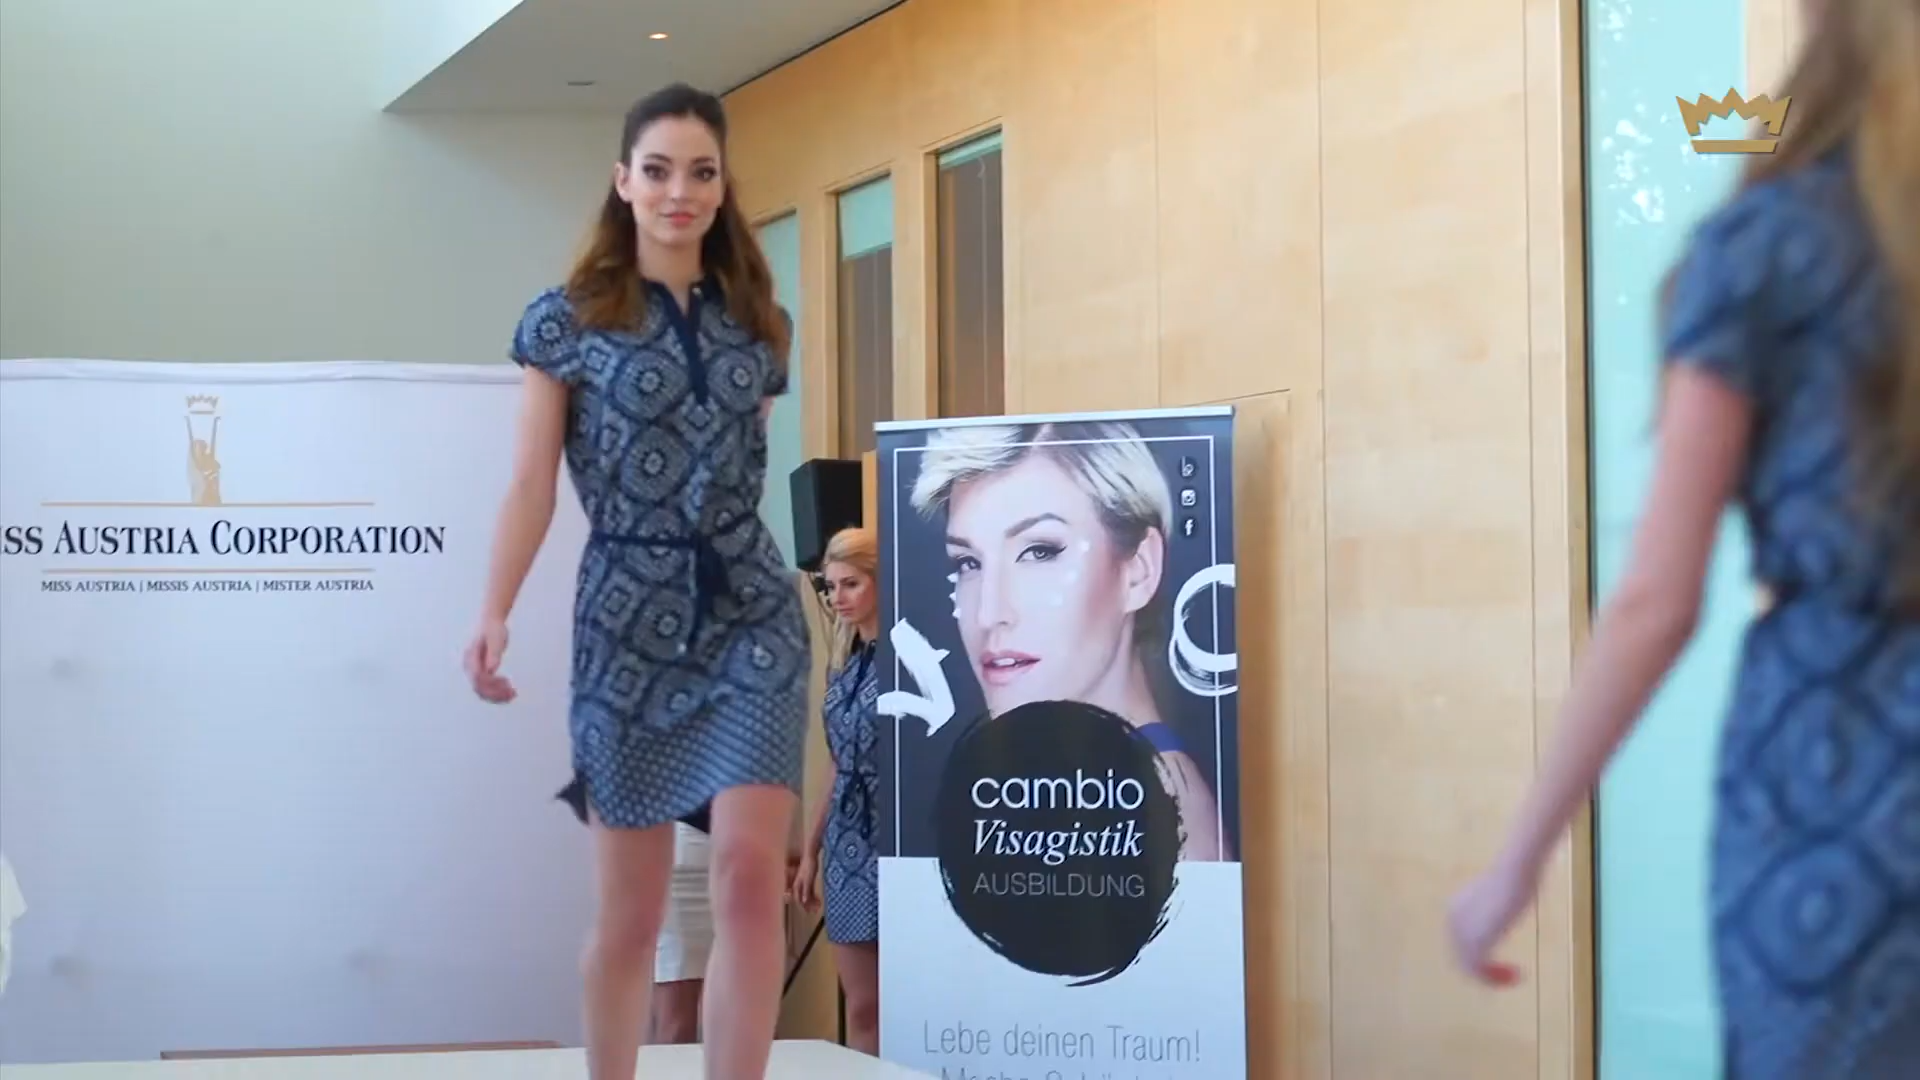 ISS AUSTRIA CORPORATION
MISS AUSTRIA | MISSIS AUSTRIA | MISTER AUSTRIA
cambio
Visagistik
AUSBILDUNG
Lebe deinen Traum!